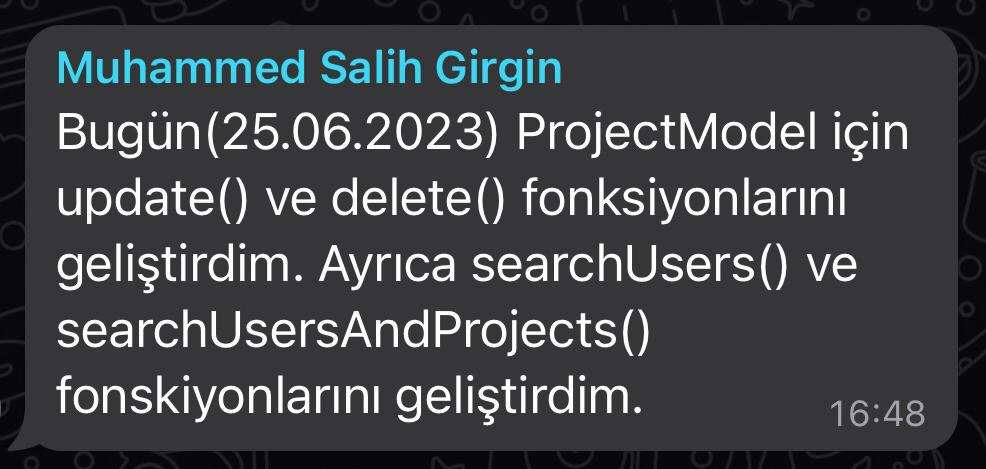 Muhammed Salih Girgin
Bugün(25.06.2023) ProjectModel için
update() ve delete() fonksiyonlarını
geliştirdim. Ayrıca searchUsers() ve
searchUsersAndProjects()
fonskiyonlarını geliştirdim.
16:48